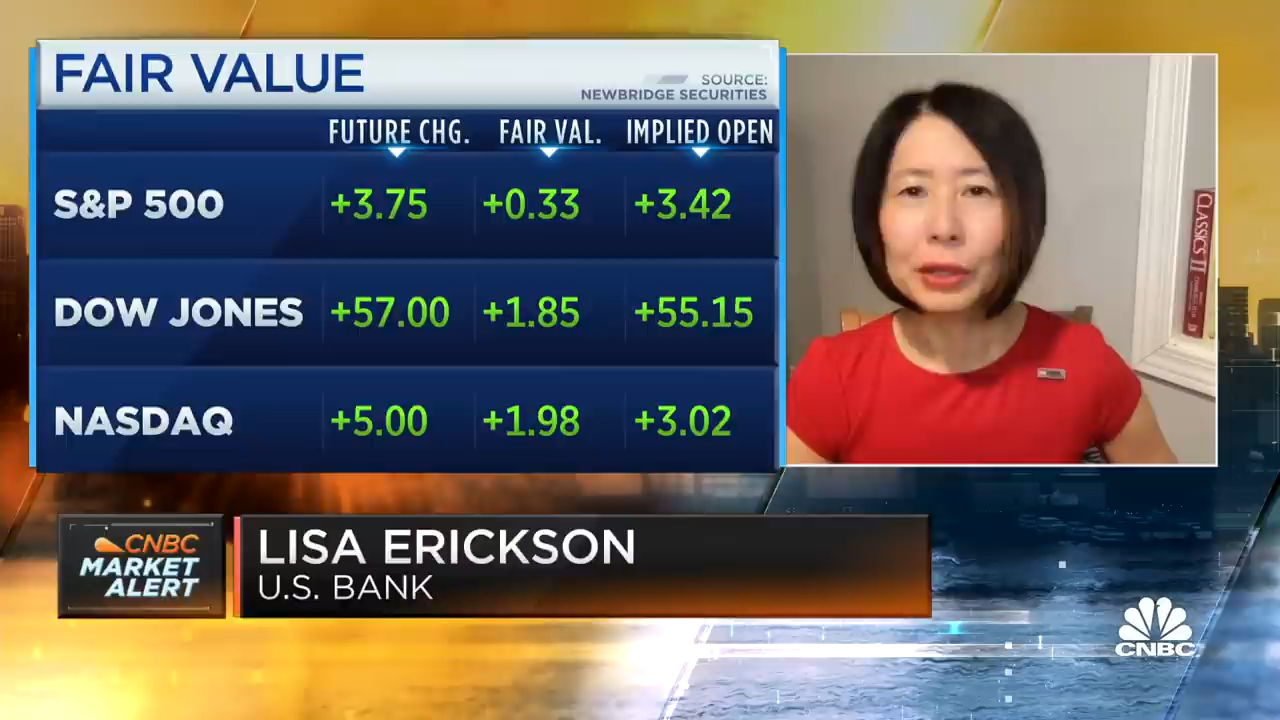 FAIR VALUE
SOURCE:
NEWBRIDGE SECURITIES
FUTURE CHG. FAIR VAL. IMPLIED OPEN
S&P 500 +3.75 +0.33 +3.42
DOW JONES +57.00 +1.85 +55.15
NASDAQ +5.00 +1.98 +3.02
CLASSICS II
CNBC
MARKET
ALERT
LISA ERICKSON
U.S. BANK
CNBC